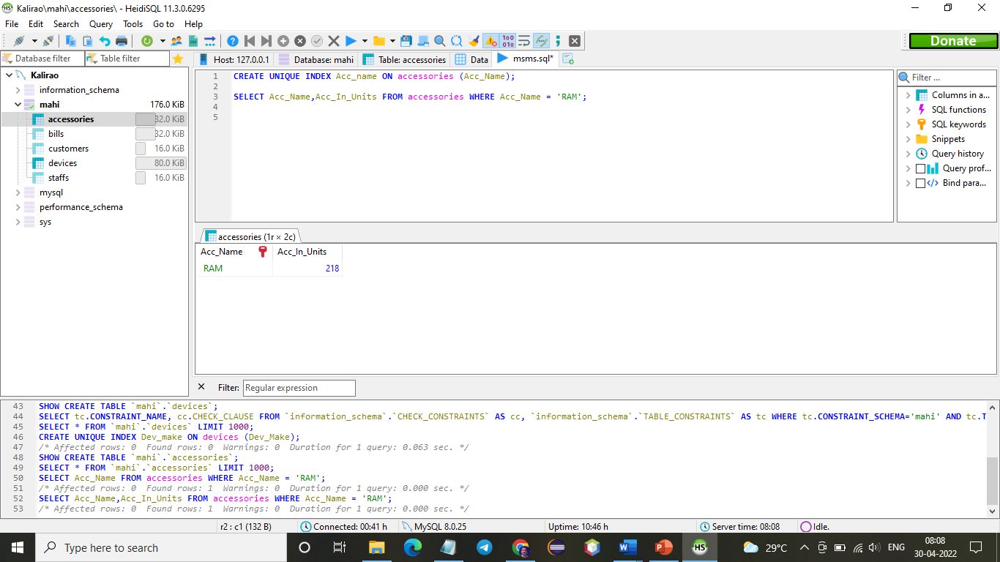 Kalirao\mahi\accessories\ - HeidiSQL 11.3.0.6295
File Edit Search Query Tools Go to Help
Donate
Database filter Table filter
Host: 127.0.0.1 Database: mahi Table: accessories Data msms.sql*
Kalirao
information_schema
mahi 176.0 KiB
accessories 32.0 KiB
bills 32.0 KiB
customers 16.0 KiB
devices 80.0 KiB
staffs 16.0 KiB
mysql
performance_schema
sys
1 CREATE UNIQUE INDEX Acc_name ON accessories (Acc_Name);
2
3 SELECT Acc_Name,Acc_In_Units FROM accessories WHERE Acc_Name = 'RAM';
4
5
Filter ...
Columns in a...
SQL functions
SQL keywords
Snippets
Query history
Query prof...
Bind para...
accessories (1r × 2c)
Acc_Name Acc_In_Units
RAM 218
Filter: Regular expression
43 SHOW CREATE TABLE `mahi`.`devices`;
44 SELECT tc.CONSTRAINT_NAME, cc.CHECK_CLAUSE FROM `information_schema`.`CHECK_CONSTRAINTS` AS cc, `information_schema`.`TABLE_CONSTRAINTS` AS tc WHERE tc.CONSTRAINT_SCHEMA='mahi' AND tc.T
45 SELECT * FROM `mahi`.`devices` LIMIT 1000;
46 CREATE UNIQUE INDEX Dev_make ON devices (Dev_Make);
47 /* Affected rows: 0 Found rows: 0 Warnings: 0 Duration for 1 query: 0.063 sec. */
48 SHOW CREATE TABLE `mahi`.`accessories`;
49 SELECT * FROM `mahi`.`accessories` LIMIT 1000;
50 SELECT Acc_Name FROM accessories WHERE Acc_Name = 'RAM';
51 /* Affected rows: 0 Found rows: 1 Warnings: 0 Duration for 1 query: 0.000 sec. */
52 SELECT Acc_Name,Acc_In_Units FROM accessories WHERE Acc_Name = 'RAM';
53 /* Affected rows: 0 Found rows: 1 Warnings: 0 Duration for 1 query: 0.000 sec. */
r2 : c1 (132 B) Connected: 00:41 h MySQL 8.0.25 Uptime: 10:46 h Server time: 08:08 Idle.
Type here to search
HS
29°C
ENG
08:08
30-04-2022